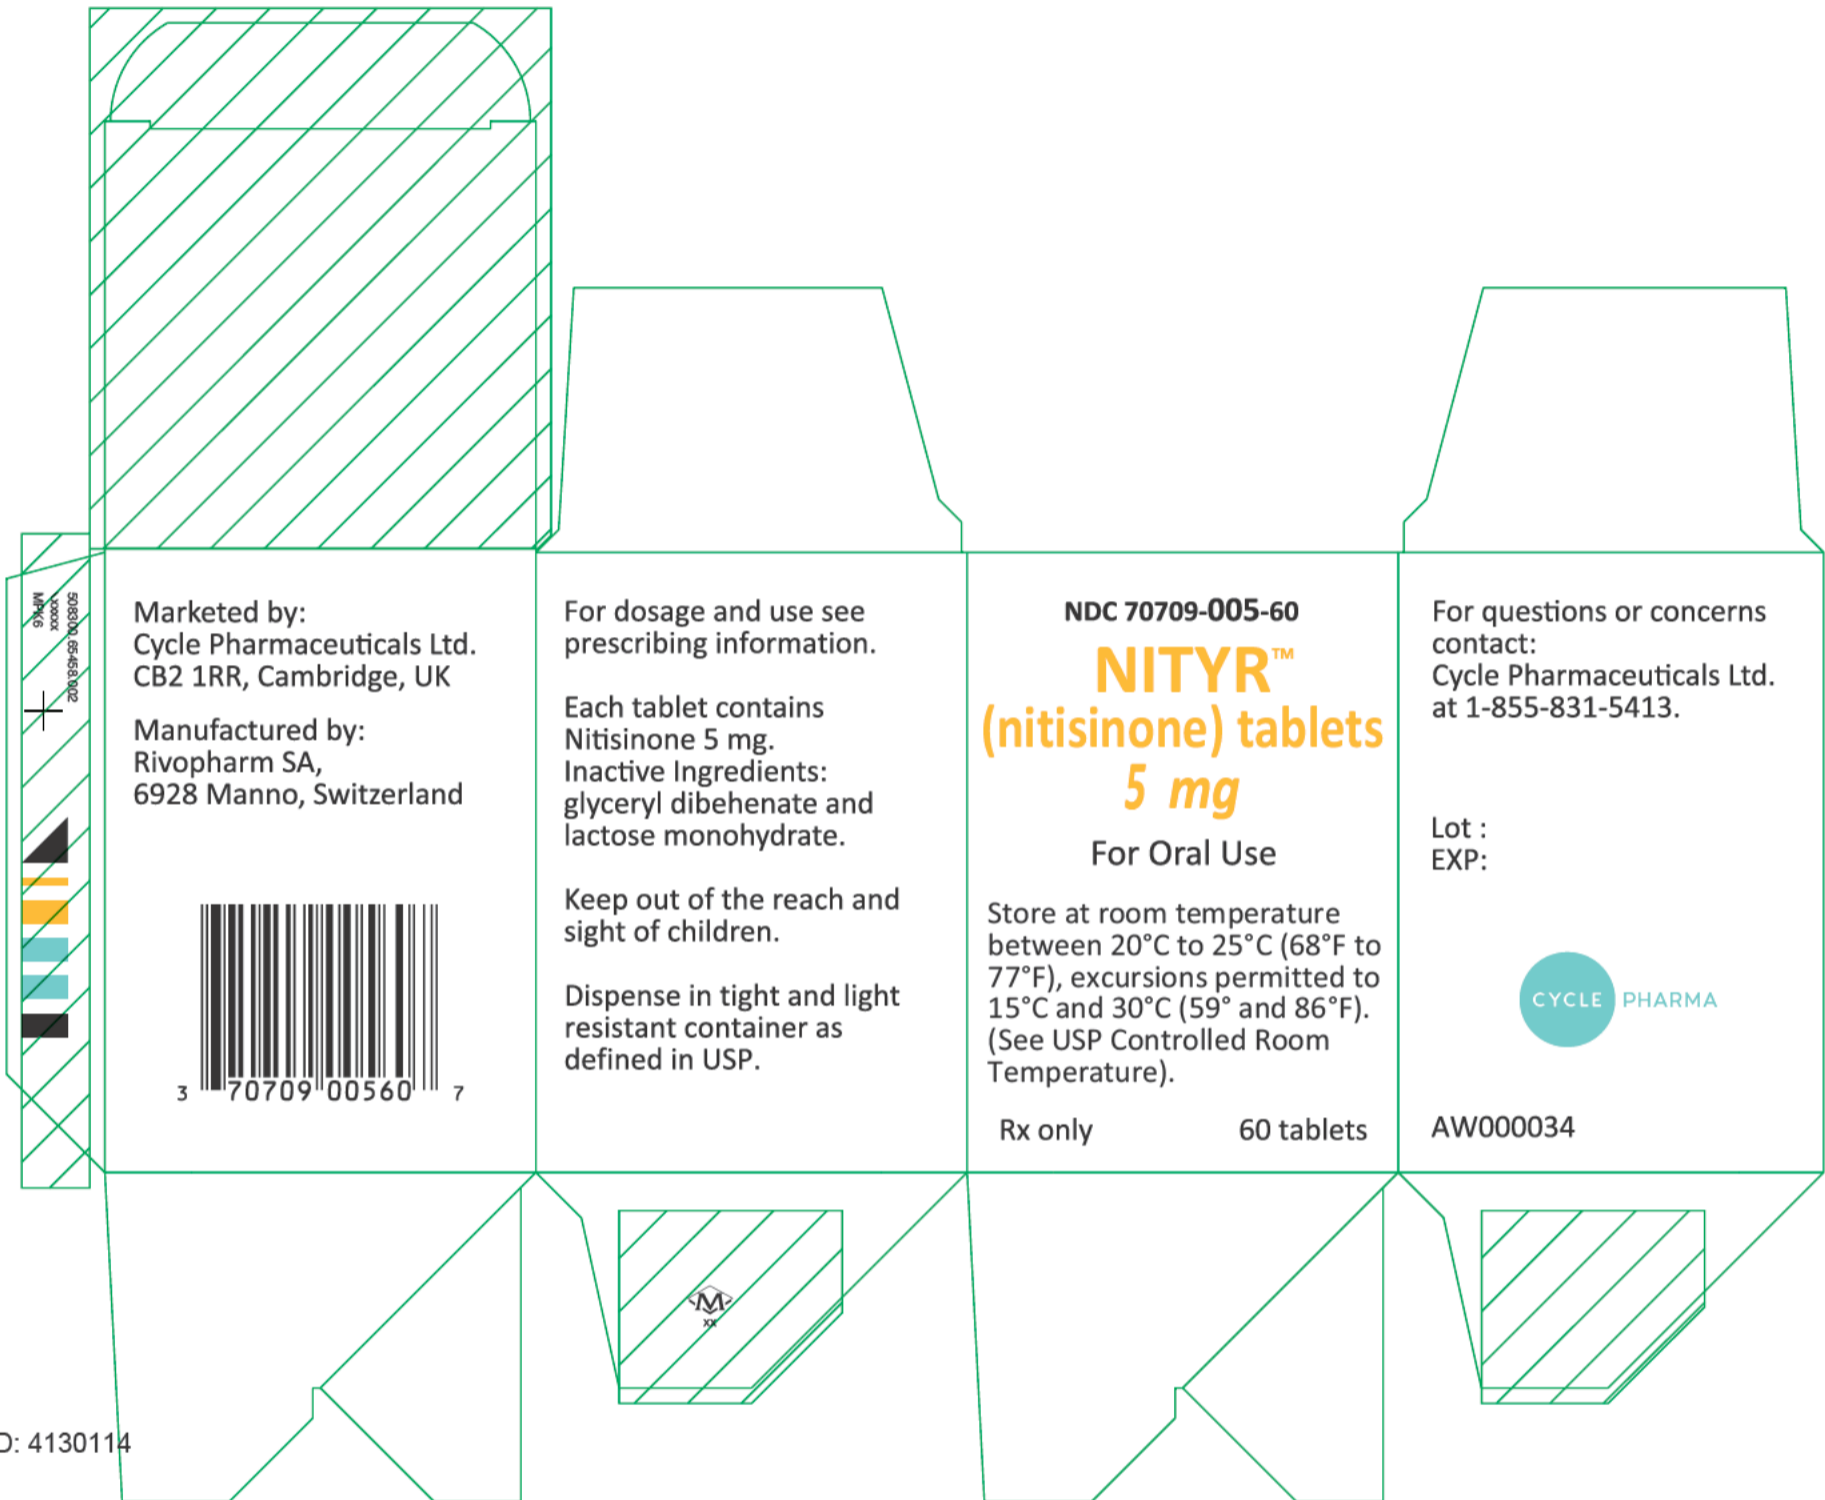 508300.65458.002
xxxxx
MPK6
Marketed by:
Cycle Pharmaceuticals Ltd.
CB2 1RR, Cambridge, UK
Manufactured by:
Rivopharm SA,
6928 Manno, Switzerland
3 70709 00560 7
For dosage and use see
prescribing information.
Each tablet contains
Nitisinone 5 mg.
Inactive Ingredients:
glyceryl dibehenate and
lactose monohydrate.
Keep out of the reach and
sight of children.
Dispense in tight and light
resistant container as
defined in USP.
NDC 70709-005-60
NITYR™
(nitisinone) tablets
5 mg
For Oral Use
Store at room temperature
between 20°C to 25°C (68°F to
77°F), excursions permitted to
15°C and 30°C (59° and 86°F).
(See USP Controlled Room
Temperature).
Rx only 60 tablets
For questions or concerns
contact:
Cycle Pharmaceuticals Ltd.
at 1-855-831-5413.
Lot :
EXP:
CYCLE PHARMA
AW000034
M
xx
D: 4130114